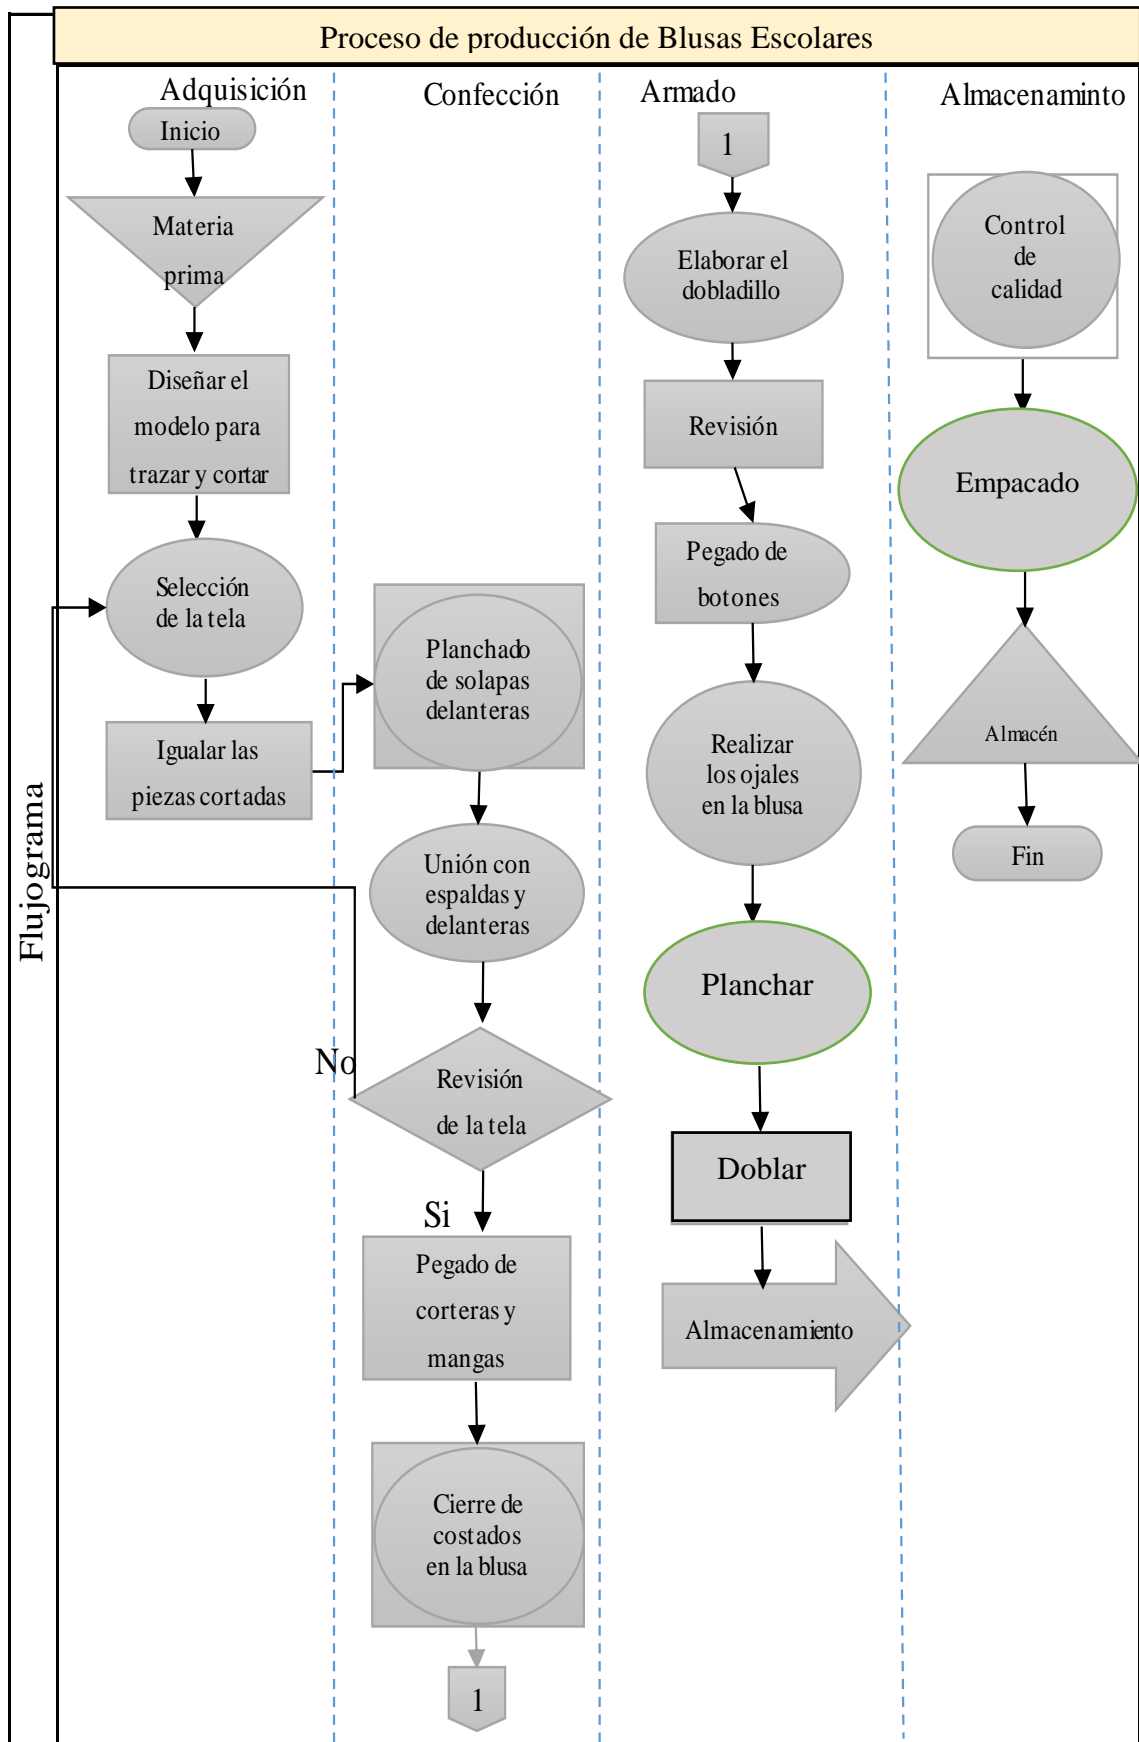 Proceso de producción de Blusas Escolares
Flujograma
Adquisición
Inicio
Materia
prima
Diseñar el
modelo para
trazar y cortar
Selección
de la tela
Igualar las
piezas cortadas
Confección
Planchado
de solapas
delanteras
Unión con
espaldas y
delanteras
No
Revisión
de la tela
Si
Pegado de
corteras y
mangas
Cierre de
costados
en la blusa
1
Armado
1
Elaborar el
dobladillo
Revisión
Pegado de
botones
Realizar
los ojales
en la blusa
Planchar
Doblar
Almacenamiento
Almacenaminto
Control
de
calidad
Empacado
Almacén
Fin